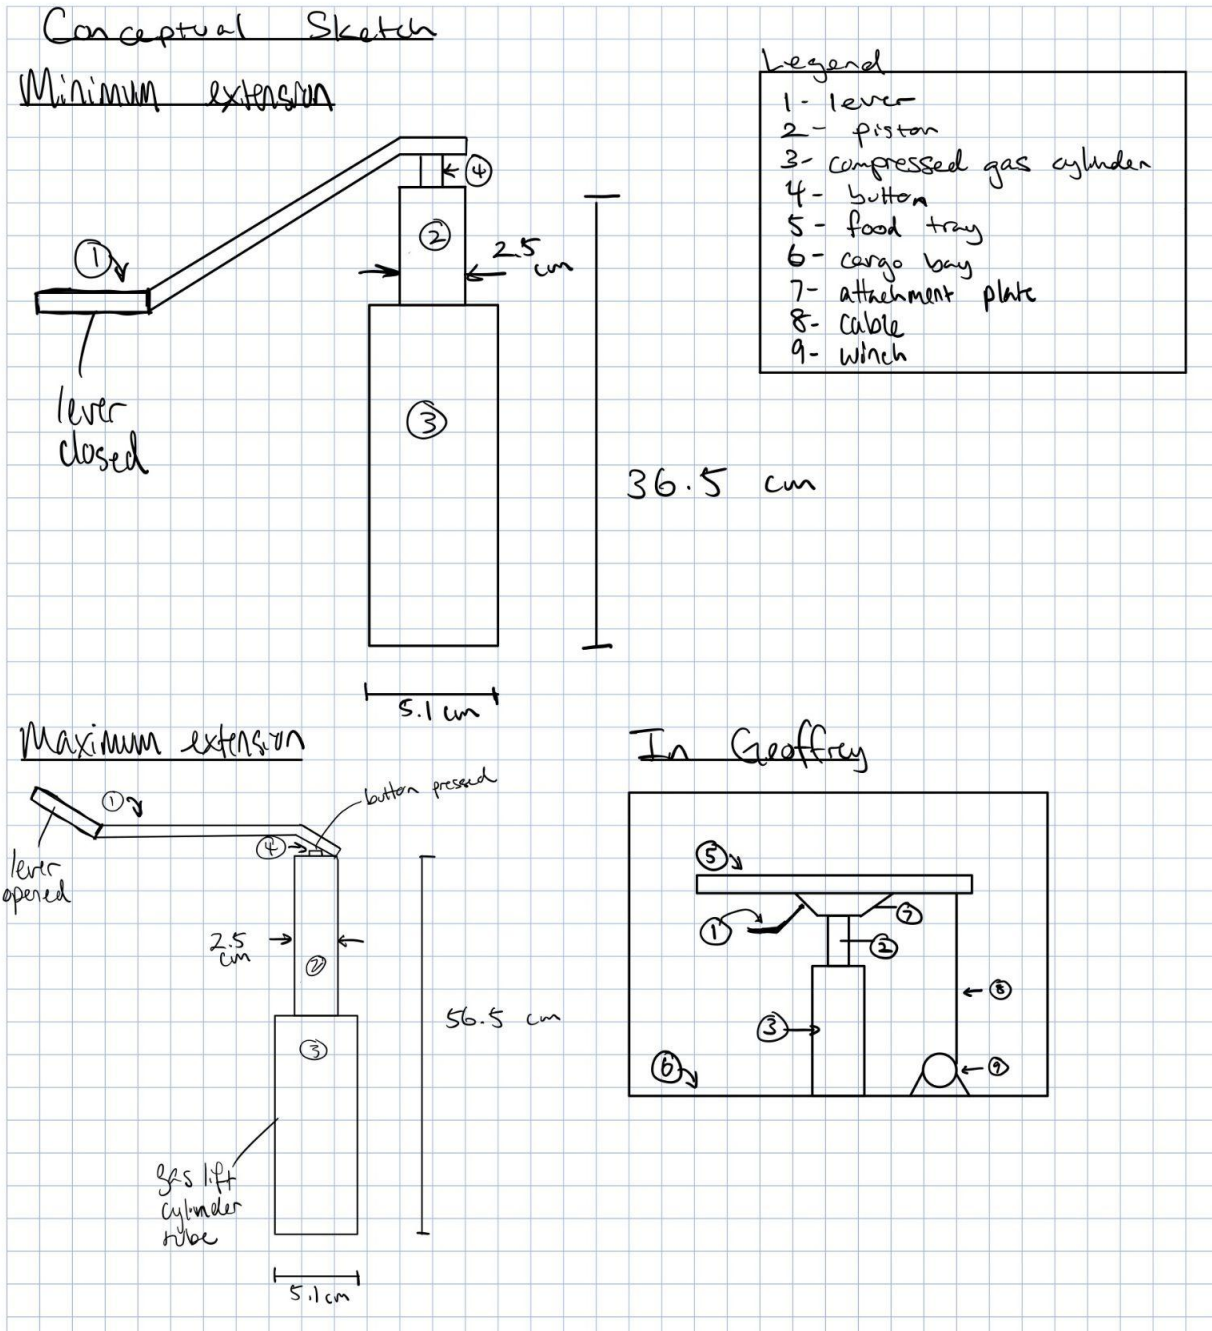 Conceptual Sketch
Minimum extension
Legend
1- lever
2- piston
3- compressed gas cylinder
4- button
5- food tray
6- cargo bay
7- attachment plate
8- cable
9- winch
4
2
2.5
cm
1
lever
closed
3
36.5 cm
5.1 cm
Maximum extension
1
button pressed
4
lever
opened
2.5
cm
2
56.5 cm
3
gas lift
cylinder
tube
5.1cm
In Geoffrey
5
7
1
2
8
3
6
9